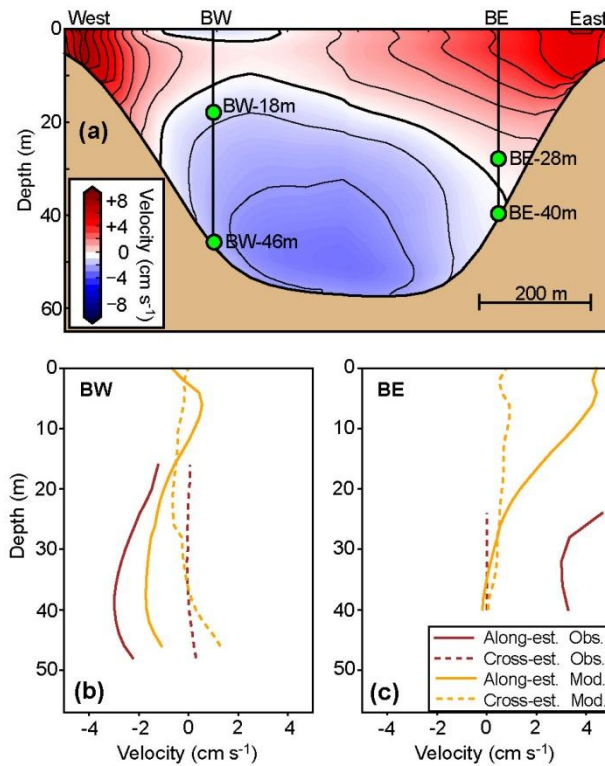 West BW BE East
0
20
40
60
Depth (m)
(a)
BW-18m
BW-46m
BE-28m
BE-40m
+8
+4
0
−4
−8
Velocity (cm s⁻¹)
200 m
BW
0
10
20
30
40
50
Depth (m)
(b)
-4 -2 0 2 4
Velocity (cm s⁻¹)
BE
0
10
20
30
40
50
(c)
Along-est. Obs.
Cross-est. Obs.
Along-est. Mod.
Cross-est. Mod.
-4 -2 0 2 4
Velocity (cm s⁻¹)